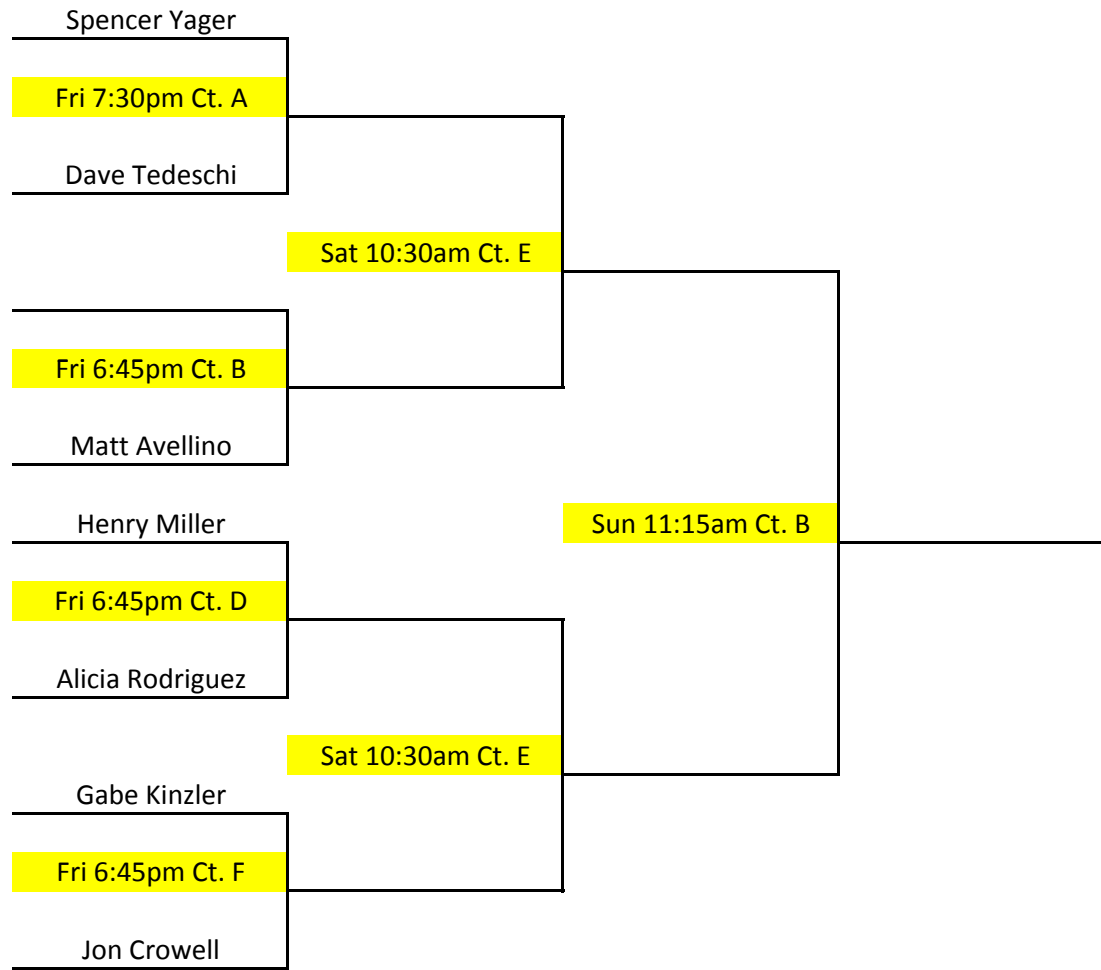 Spencer Yager
Fri 7:30pm Ct. A
Dave Tedeschi
Sat 10:30am Ct. E
Fri 6:45pm Ct. B
Matt Avellino
Henry Miller
Sun 11:15am Ct. B
Fri 6:45pm Ct. D
Alicia Rodriguez
Sat 10:30am Ct. E
Gabe Kinzler
Fri 6:45pm Ct. F
Jon Crowell